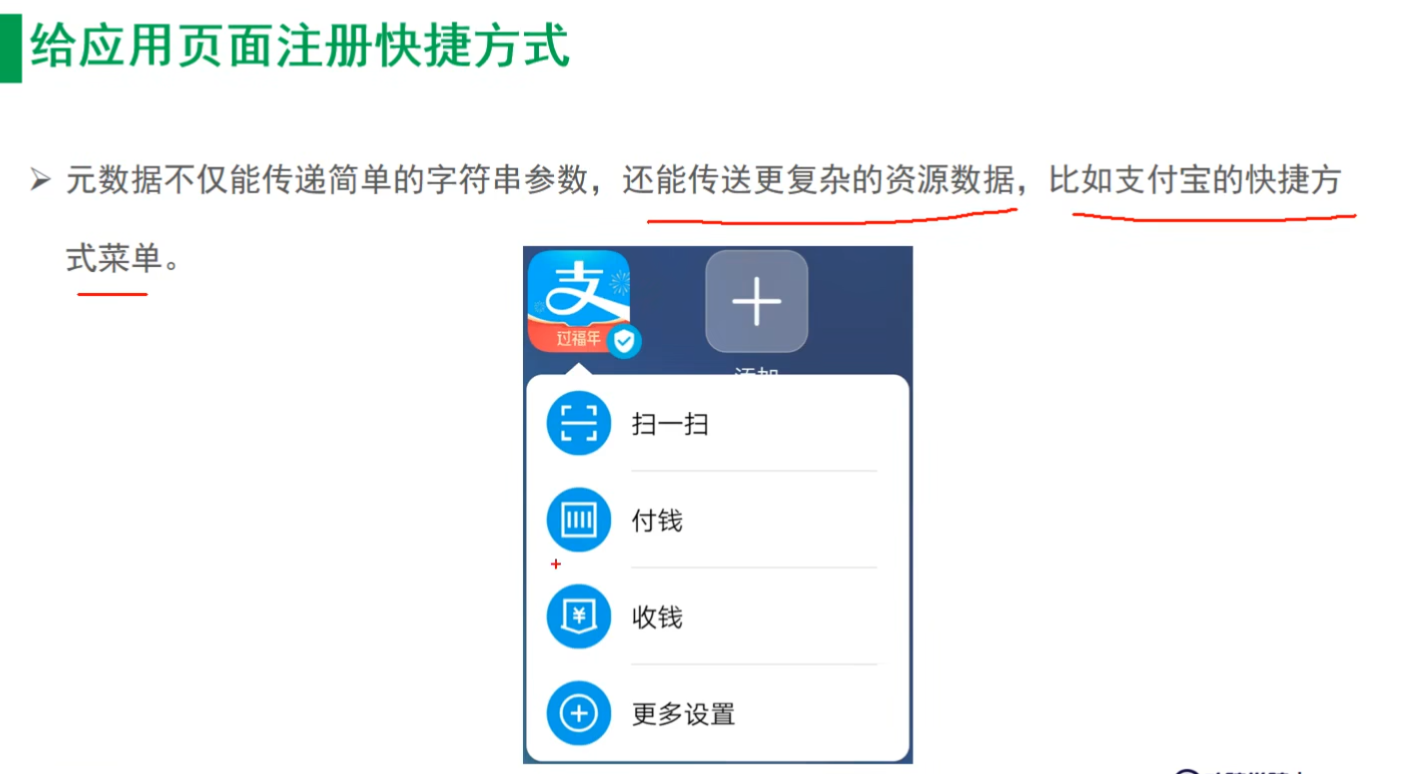 给应用页面注册快捷方式
➢ 元数据不仅能传递简单的字符串参数，还能传送更复杂的资源数据，比如支付宝的快捷方
式菜单。
支
过福年
添加
扫一扫
付钱
收钱
更多设置